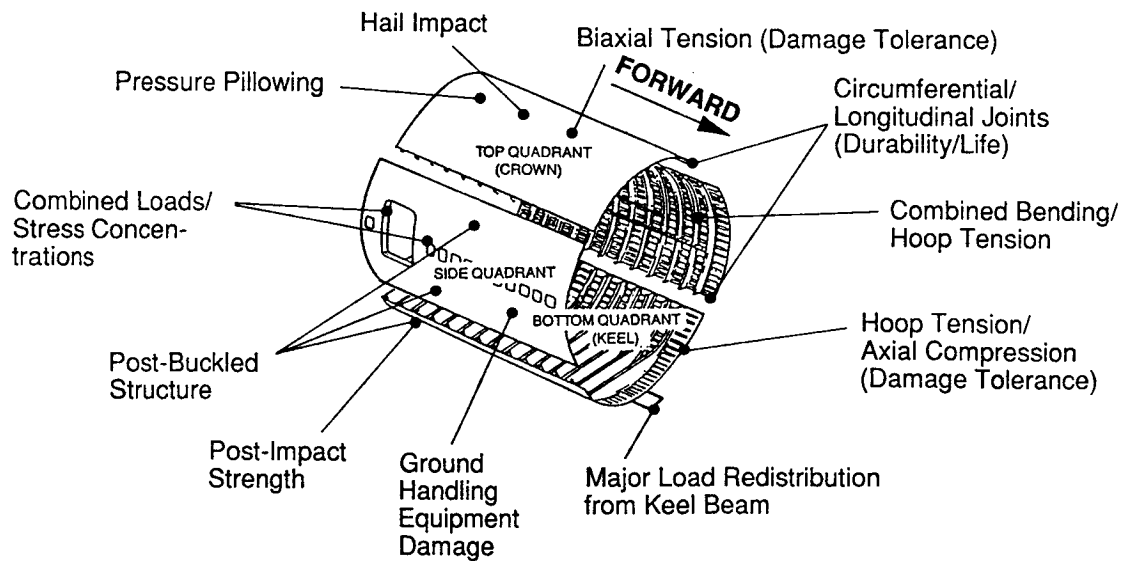 Hail Impact
Biaxial Tension (Damage Tolerance)
Pressure Pillowing
FORWARD
Circumferential/
Longitudinal Joints
(Durability/Life)
TOP QUADRANT
(CROWN)
Combined Loads/
Stress Concen-
trations
Combined Bending/
Hoop Tension
SIDE QUADRANT
BOTTOM QUADRANT
(KEEL)
Hoop Tension/
Axial Compression
(Damage Tolerance)
Post-Buckled
Structure
Post-Impact
Strength
Ground
Handling
Equipment
Damage
Major Load Redistribution
from Keel Beam